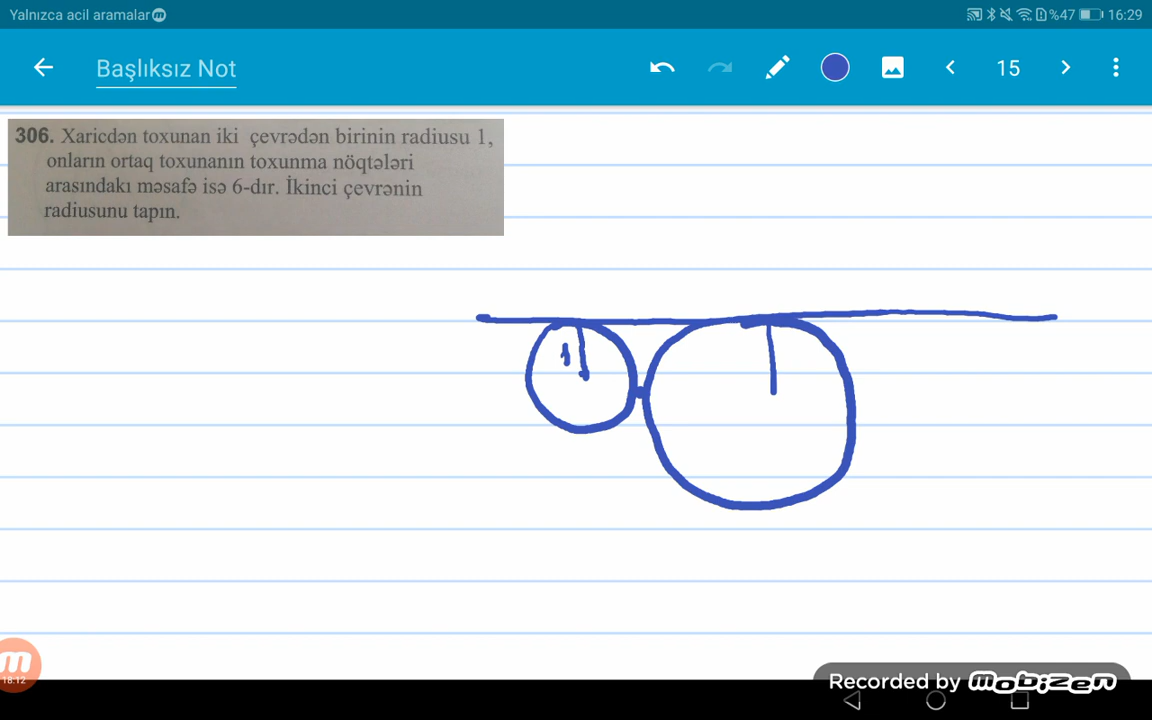 Yalnızca acil aramalar
%47
16:29
Başlıksız Not
15
306. Xaricdən toxunan iki çevrədən birinin radiusu 1,
onların ortaq toxunanın toxunma nöqtələri
arasındakı məsafə isə 6-dır. İkinci çevrənin
radiusunu tapın.
1
18:12
Recorded by mobizen